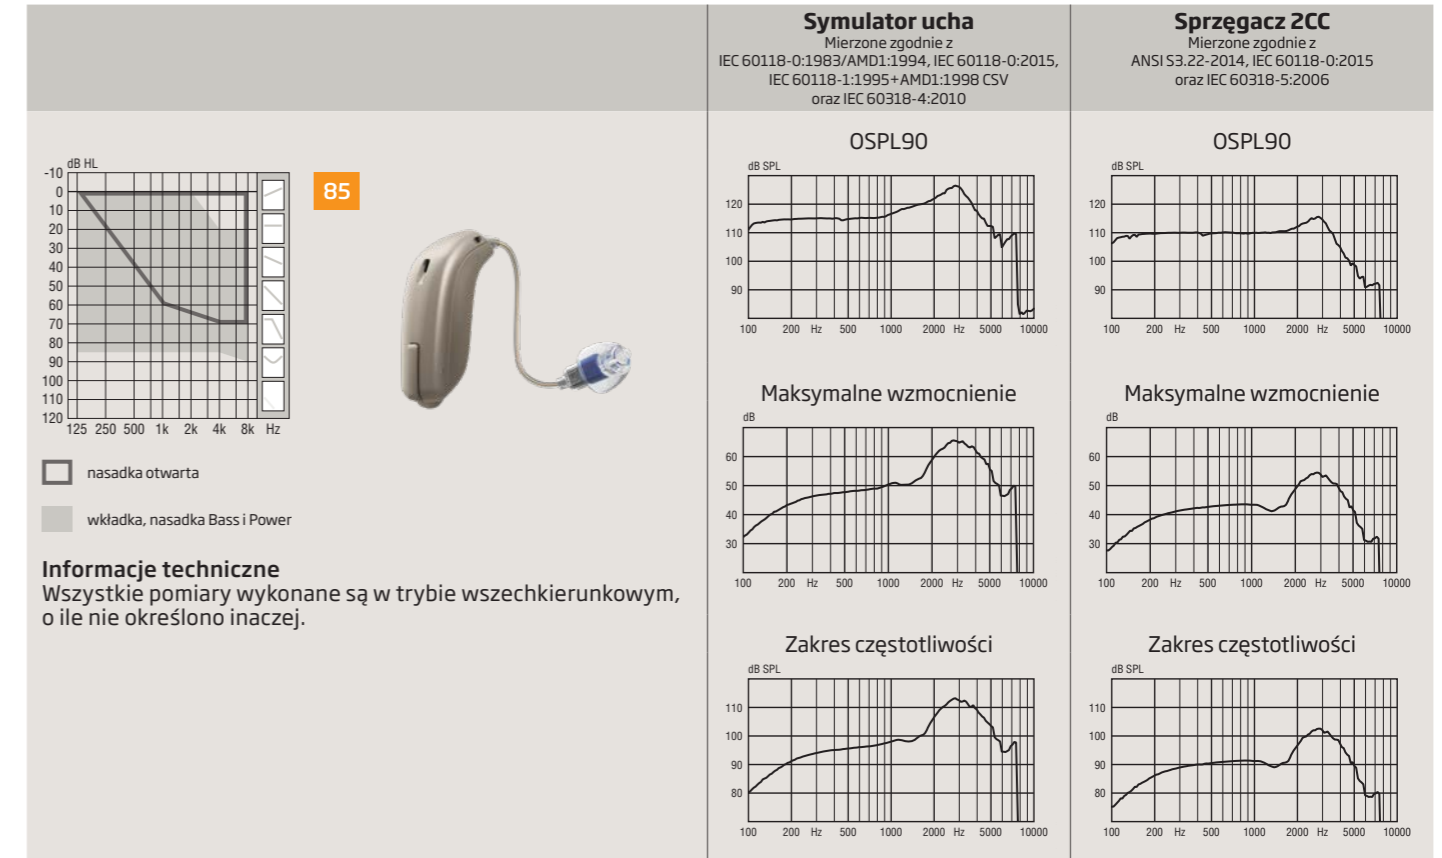 Symulator ucha
Mierzone zgodnie z
IEC 60118-0:1983/AMD1:1994, IEC 60118-0:2015,
IEC 60118-1:1995+AMD1:1998 CSV
oraz IEC 60318-4:2010
Sprzęgacz 2CC
Mierzone zgodnie z
ANSI S3.22-2014, IEC 60118-0:2015
oraz IEC 60318-5:2006
dB HL
-10
0
10
20
30
40
50
60
70
80
90
100
110
120
125 250 500 1k 2k 4k 8k Hz
85
nasadka otwarta
wkładka, nasadka Bass i Power
Informacje techniczne
Wszystkie pomiary wykonane są w trybie wszechkierunkowym,
o ile nie określono inaczej.
OSPL90
dB SPL
120
110
100
90
100 200 Hz 500 1000 2000 Hz 5000 10000
Maksymalne wzmocnienie
dB
60
50
40
30
100 200 Hz 500 1000 2000 Hz 5000 10000
Zakres częstotliwości
dB SPL
110
100
90
80
100 200 Hz 500 1000 2000 Hz 5000 10000
OSPL90
dB SPL
120
110
100
90
100 200 Hz 500 1000 2000 Hz 5000 10000
Maksymalne wzmocnienie
dB
60
50
40
30
100 200 Hz 500 1000 2000 Hz 5000 10000
Zakres częstotliwości
dB SPL
110
100
90
80
100 200 Hz 500 1000 2000 Hz 5000 10000